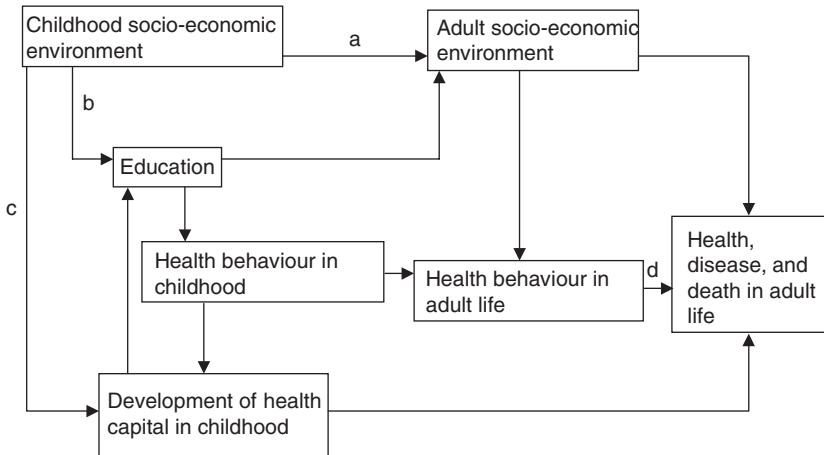 Childhood socio-economic
environment
a
Adult socio-economic
environment
b
Education
c
Health behaviour in
childhood
Health behaviour in
adult life
d
Health,
disease, and
death in adult
life
Development of health
capital in childhood